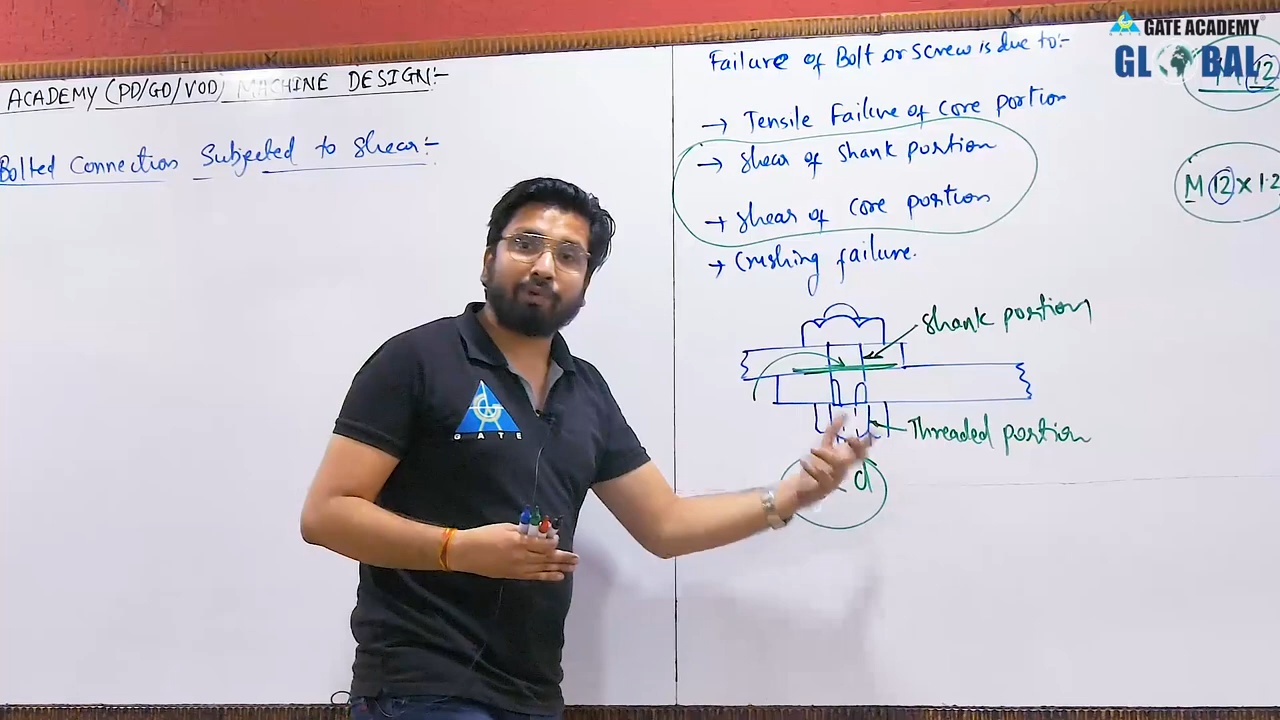 ACADEMY (PD/GD/VOD) MACHINE DESIGN:-
Bolted Connection Subjected to Shear:-
Failure of Bolt or Screw is due to:-
→ Tensile Failure of core portion
→ Shear of Shank portion
→ Shear of Core portion
→ Crushing failure.
Shank portion
Threaded portion
d
M 12 x 1.2
GATE ACADEMY
GLOBAL
12
GATE